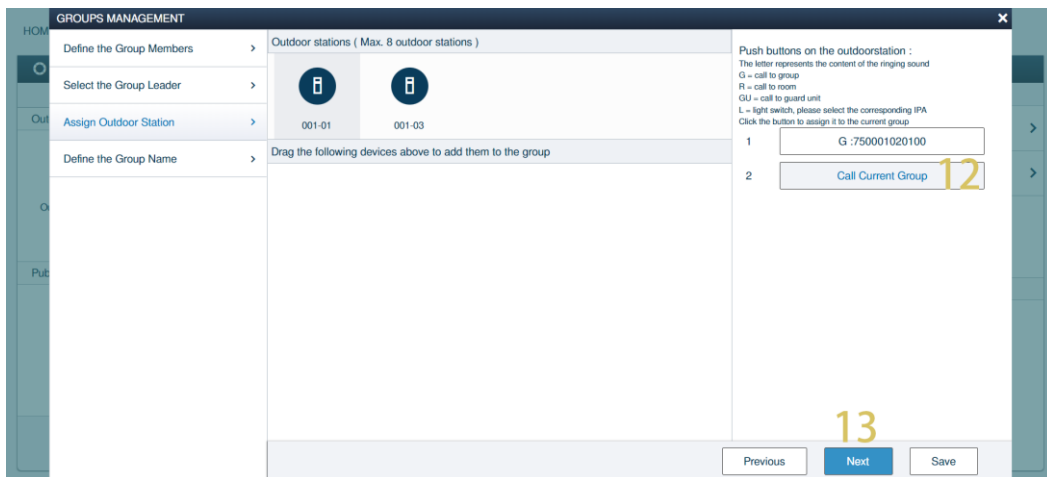 GROUPS MANAGEMENT
×
HOM
Define the Group Members >
Select the Group Leader >
Assign Outdoor Station >
Define the Group Name >
Out
Pub
Outdoor stations ( Max. 8 outdoor stations )
001-01
001-03
Drag the following devices above to add them to the group
Push buttons on the outdoorstation :
The letter represents the content of the ringing sound
G = call to group
R = call to room
GU = call to guard unit
L = light switch, please select the corresponding IPA
Click the button to assign it to the current group
1 G :750001020100
2 Call Current Group 12
13
Previous Next Save